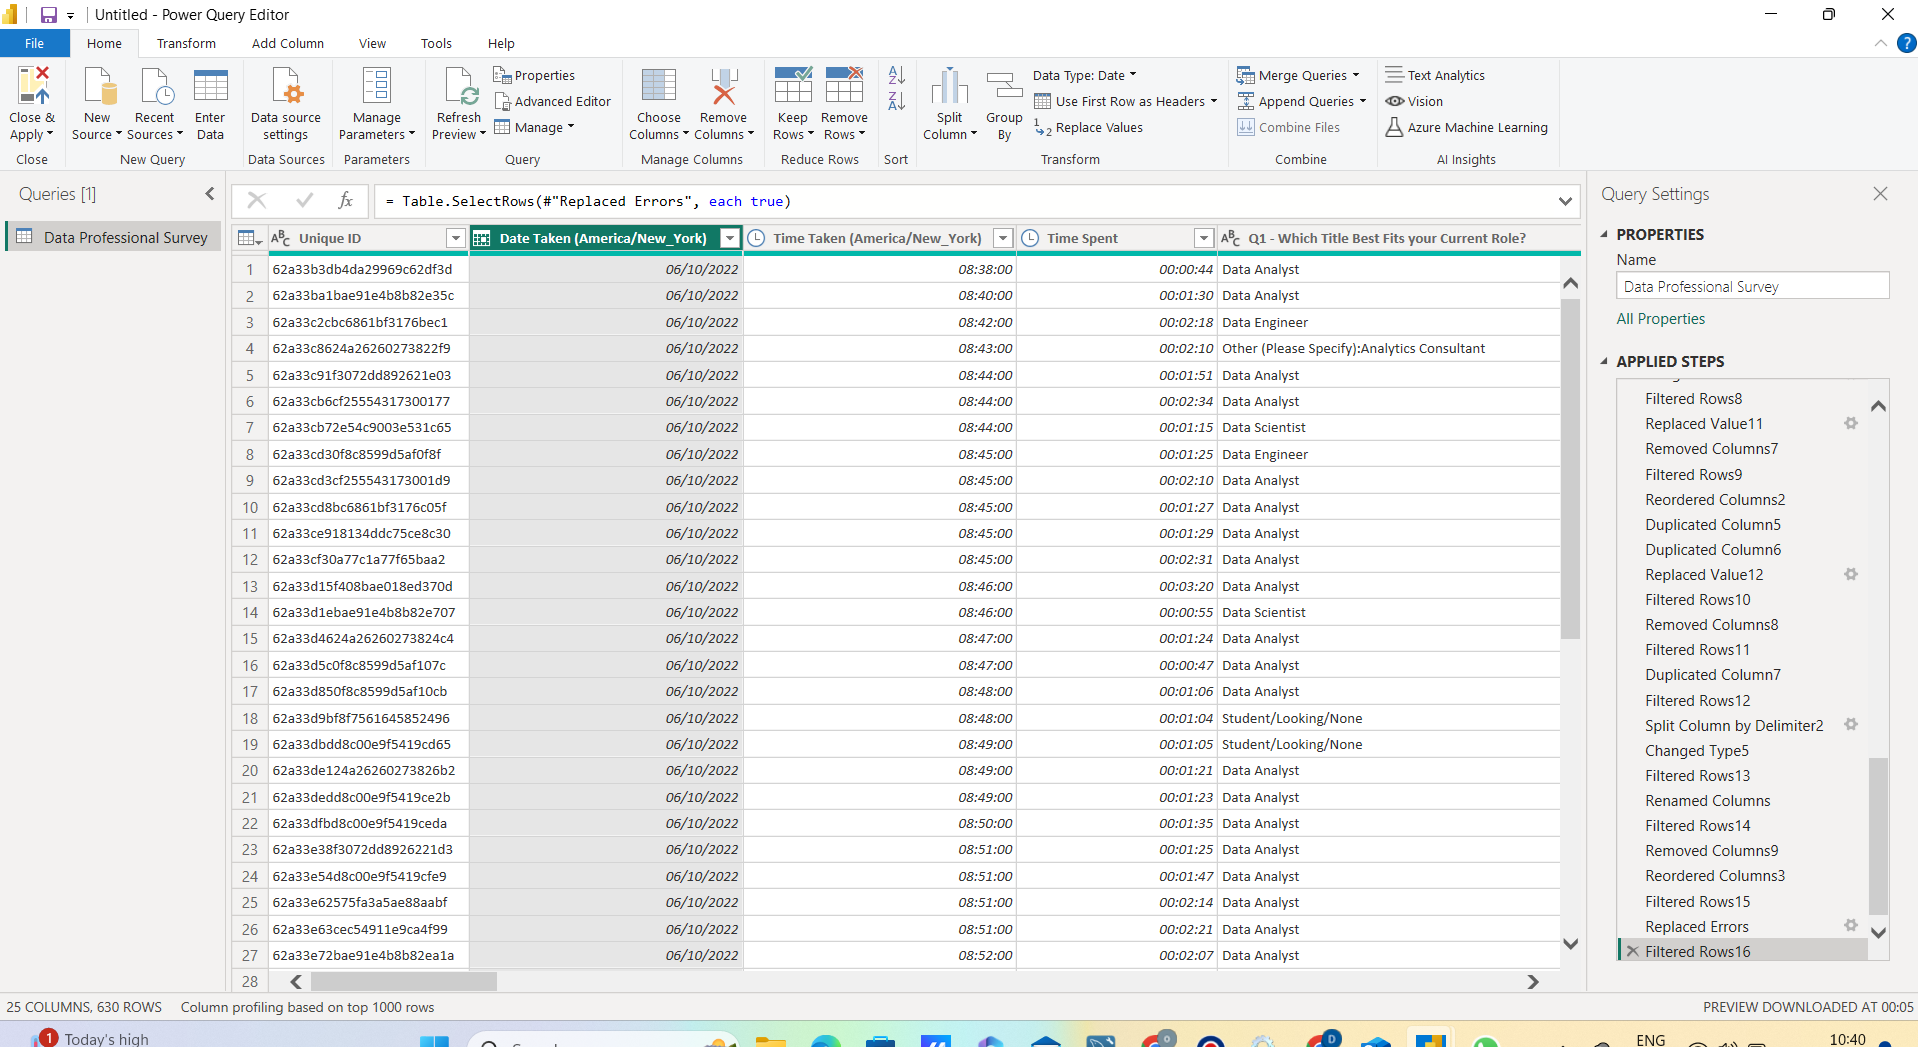 Untitled - Power Query Editor
File Home Transform Add Column View Tools Help
Close & Apply
New Source
Recent Sources
Enter Data
Data source settings
Manage Parameters
Refresh Preview
Properties
Advanced Editor
Manage
Choose Columns
Remove Columns
Keep Rows
Remove Rows
Split Column
Group By
Data Type: Date
Use First Row as Headers
Replace Values
Merge Queries
Append Queries
Combine Files
Text Analytics
Vision
Azure Machine Learning
Close New Query Data Sources Parameters Query Manage Columns Reduce Rows Sort Transform Combine AI Insights
Queries [1]
Data Professional Survey
fx = Table.SelectRows(#"Replaced Errors", each true)
Unique ID Date Taken (America/New_York) Time Taken (America/New_York) Time Spent Q1 - Which Title Best Fits your Current Role?
1 62a33b3db4da29969c62df3d 06/10/2022 08:38:00 00:00:44 Data Analyst
2 62a33ba1bae91e4b8b82e35c 06/10/2022 08:40:00 00:01:30 Data Analyst
3 62a33c2cbc6861bf3176bec1 06/10/2022 08:42:00 00:02:18 Data Engineer
4 62a33c8624a26260273822f9 06/10/2022 08:43:00 00:02:10 Other (Please Specify):Analytics Consultant
5 62a33c91f3072dd892621e03 06/10/2022 08:44:00 00:01:51 Data Analyst
6 62a33cb6cf25554317300177 06/10/2022 08:44:00 00:02:34 Data Analyst
7 62a33cb72e54c9003e531c65 06/10/2022 08:44:00 00:01:15 Data Scientist
8 62a33cd30f8c8599d5af0f8f 06/10/2022 08:45:00 00:01:25 Data Engineer
9 62a33cd3cf255543173001d9 06/10/2022 08:45:00 00:02:10 Data Analyst
10 62a33cd8bc6861bf3176c05f 06/10/2022 08:45:00 00:01:27 Data Analyst
11 62a33ce918134ddc75ce8c30 06/10/2022 08:45:00 00:01:29 Data Analyst
12 62a33cf30a77c1a77f65baa2 06/10/2022 08:45:00 00:02:31 Data Analyst
13 62a33d15f408bae018ed370d 06/10/2022 08:46:00 00:03:20 Data Analyst
14 62a33d1ebae91e4b8b82e707 06/10/2022 08:46:00 00:00:55 Data Scientist
15 62a33d4624a26260273824c4 06/10/2022 08:47:00 00:01:24 Data Analyst
16 62a33d5c0f8c8599d5af107c 06/10/2022 08:47:00 00:00:47 Data Analyst
17 62a33d850f8c8599d5af10cb 06/10/2022 08:48:00 00:01:06 Data Analyst
18 62a33d9bf8f7561645852496 06/10/2022 08:48:00 00:01:04 Student/Looking/None
19 62a33dbdd8c00e9f5419cd65 06/10/2022 08:49:00 00:01:05 Student/Looking/None
20 62a33de124a26260273826b2 06/10/2022 08:49:00 00:01:21 Data Analyst
21 62a33dedd8c00e9f5419ce2b 06/10/2022 08:49:00 00:01:23 Data Analyst
22 62a33dfbd8c00e9f5419ceda 06/10/2022 08:50:00 00:01:35 Data Analyst
23 62a33e38f3072dd8926221d3 06/10/2022 08:51:00 00:01:25 Data Analyst
24 62a33e54d8c00e9f5419cfe9 06/10/2022 08:51:00 00:01:47 Data Analyst
25 62a33e62575fa3a5ae88aabf 06/10/2022 08:51:00 00:02:14 Data Analyst
26 62a33e63cec54911e9ca4f99 06/10/2022 08:51:00 00:02:21 Data Analyst
27 62a33e72bae91e4b8b82ea1a 06/10/2022 08:52:00 00:02:07 Data Analyst
28
Query Settings
PROPERTIES
Name
Data Professional Survey
All Properties
APPLIED STEPS
Filtered Rows8
Replaced Value11
Removed Columns7
Filtered Rows9
Reordered Columns2
Duplicated Column5
Duplicated Column6
Replaced Value12
Filtered Rows10
Removed Columns8
Filtered Rows11
Duplicated Column7
Filtered Rows12
Split Column by Delimiter2
Changed Type5
Filtered Rows13
Renamed Columns
Filtered Rows14
Removed Columns9
Reordered Columns3
Filtered Rows15
Replaced Errors
Filtered Rows16
25 COLUMNS, 630 ROWS Column profiling based on top 1000 rows PREVIEW DOWNLOADED AT 00:05
1 Today's high ENG 10:40